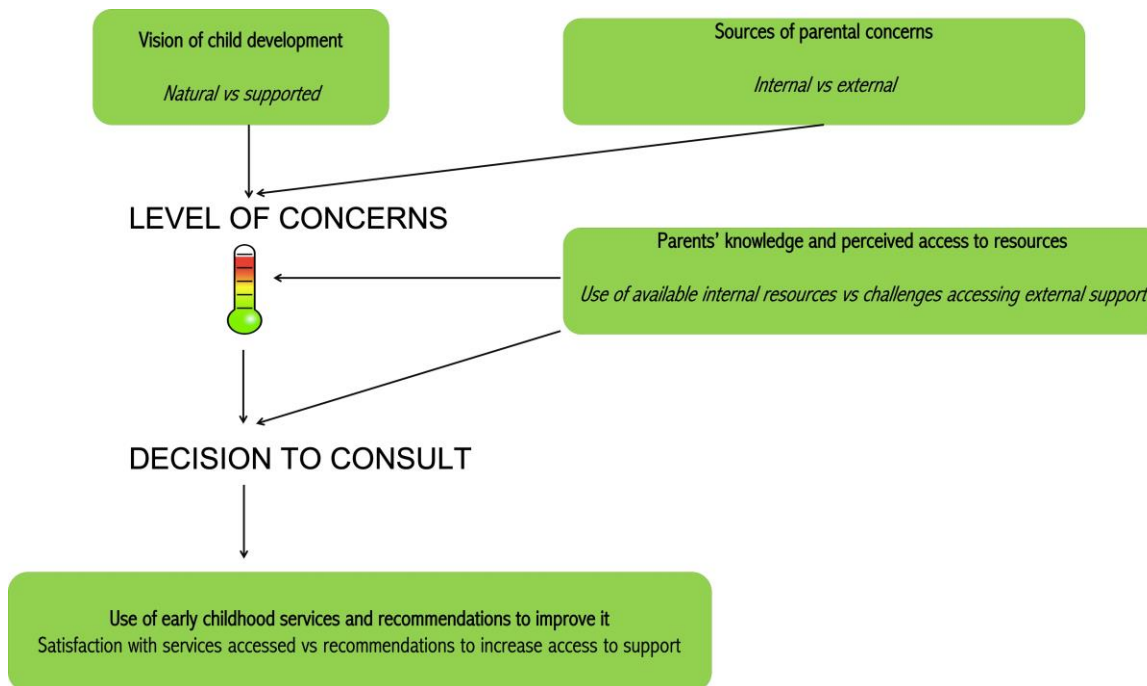 Vision of child development
Natural vs supported
Sources of parental concerns
Internal vs external
LEVEL OF CONCERNS
Parents’ knowledge and perceived access to resources
Use of available internal resources vs challenges accessing external support
DECISION TO CONSULT
Use of early childhood services and recommendations to improve it
Satisfaction with services accessed vs recommendations to increase access to support